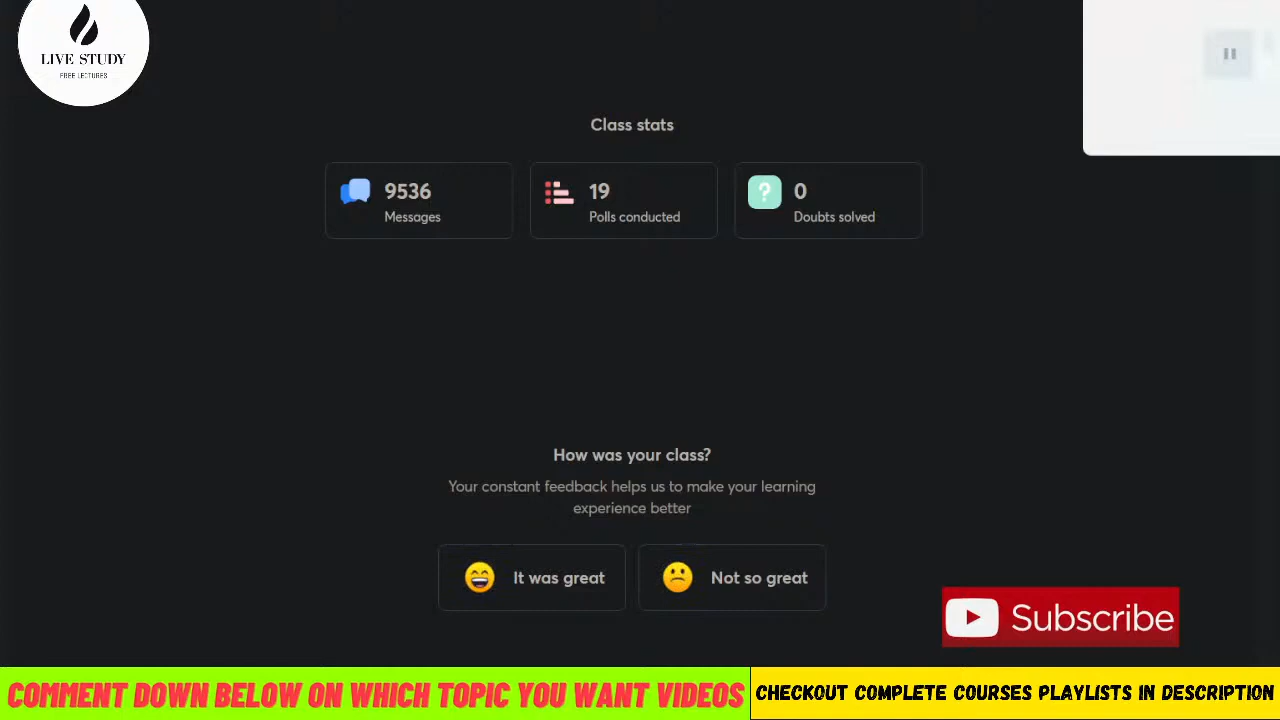 LIVE STUDY
FREE LECTURES
Class stats
9536
Messages
19
Polls conducted
?
0
Doubts solved
How was your class?
Your constant feedback helps us to make your learning
experience better
It was great
Not so great
Subscribe
COMMENT DOWN BELOW ON WHICH TOPIC YOU WANT VIDEOS
CHECKOUT COMPLETE COURSES PLAYLISTS IN DESCRIPTION